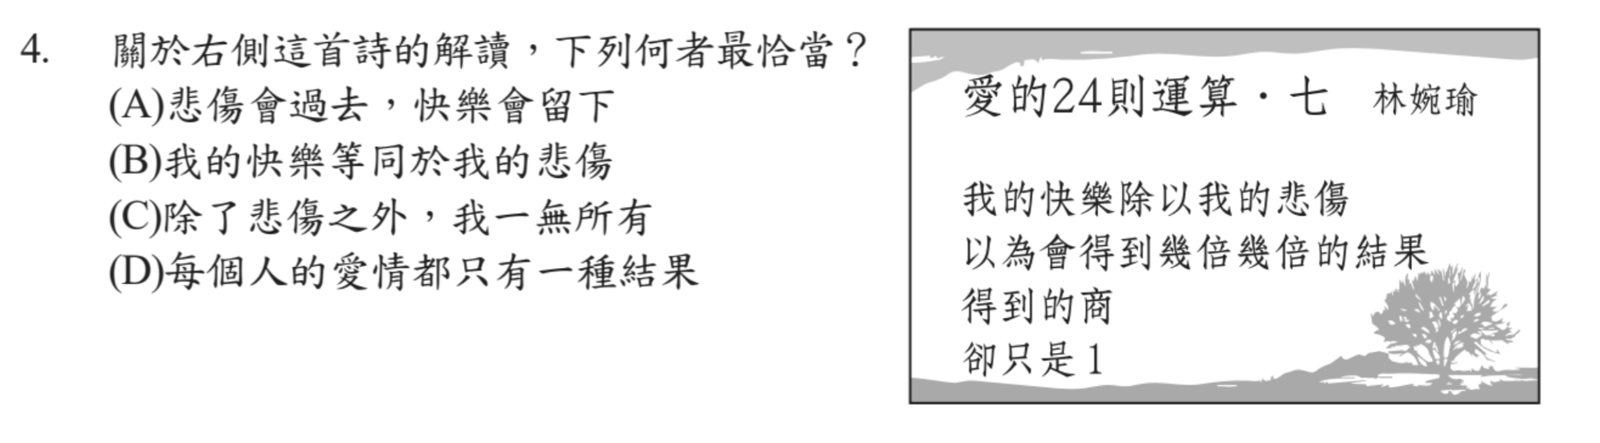 4. 關於右側這首詩的解讀，下列何者最恰當？
(A)悲傷會過去，快樂會留下
(B)我的快樂等同於我的悲傷
(C)除了悲傷之外，我一無所有
(D)每個人的愛情都只有一種結果
愛的24則運算・七 林婉瑜
我的快樂除以我的悲傷
以為會得到幾倍幾倍的結果
得到的商
卻只是1